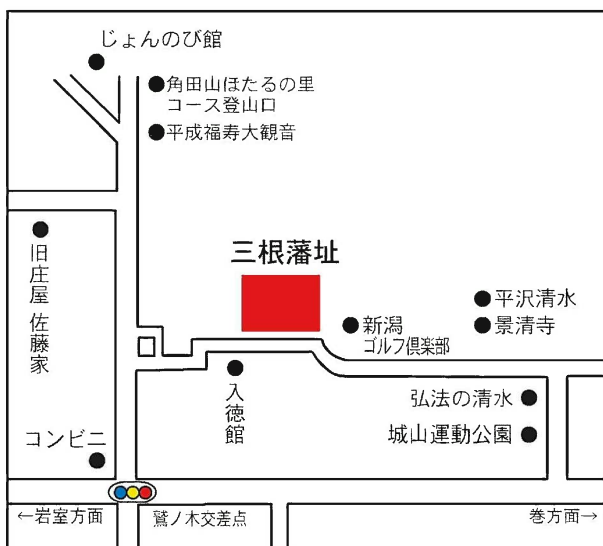 じょんのび館
角田山ほたるの里
コース登山口
平成福寿大観音
旧庄屋 佐藤家
三根藩址
平沢清水
新潟
ゴルフ倶楽部
景清寺
入徳館
弘法の清水
城山運動公園
コンビニ
←岩室方面
鷲ノ木交差点
巻方面→